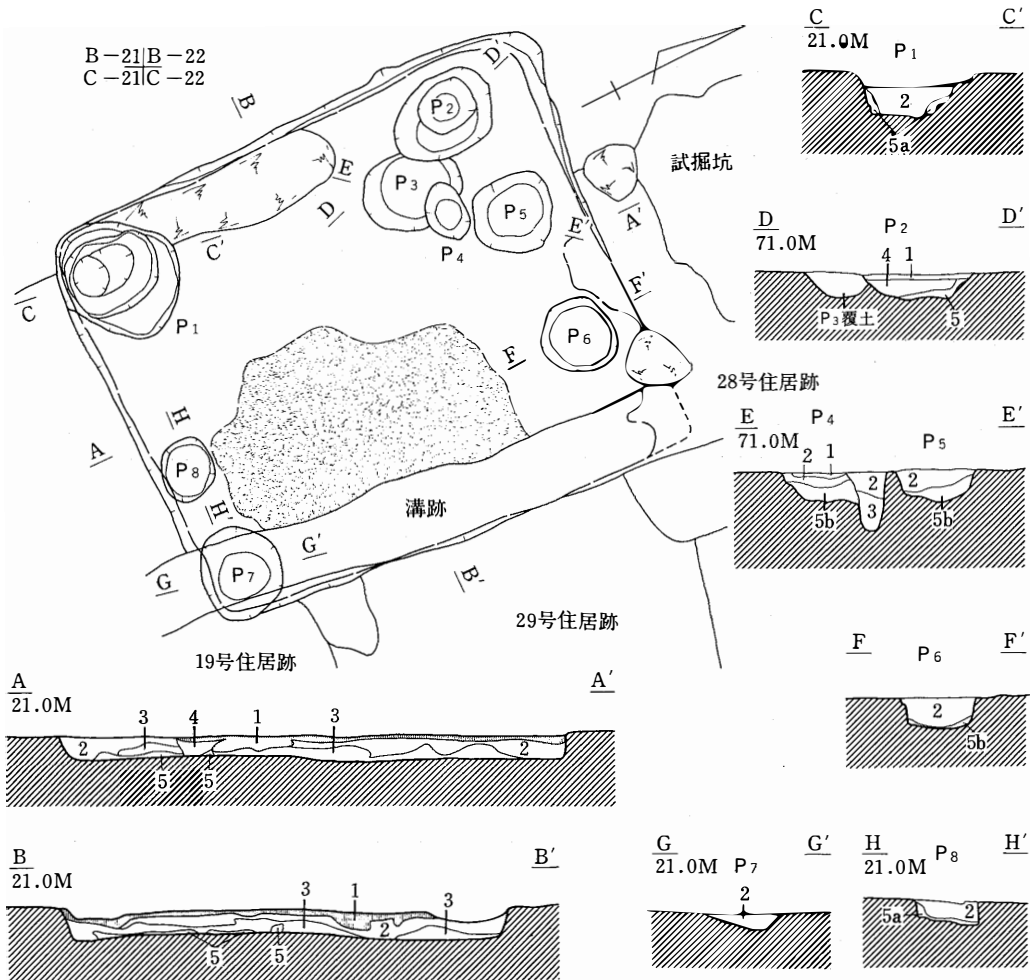 B-21|B-22
C-21|C-22
B
D′
P2
E
P3
D
P5
P4
E′
A′
試掘坑
C′
C
P1
F′
P6
F
H
A
P8
H′
溝跡
G′
G
P7
B′
28号住居跡
29号住居跡
19号住居跡
C C′
21.0M
P1
2
5a
D D′
71.0M
P2
4 1
P3覆土
5
E E′
71.0M
P4
P5
2 1
2
2
3
5b
5b
F F′
P6
2
5b
A A′
21.0M
3 4 1 3
2
2
5 5
B B′
21.0M
3 1 3
2
5 5
G G′
21.0M
P7
2
H H′
21.0M
P8
5a
2